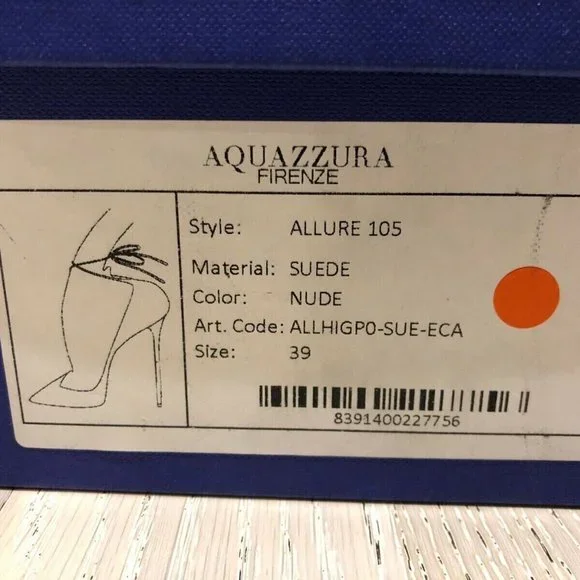 AQUAZZURA
FIRENZE
Style: ALLURE 105
Material: SUEDE
Color: NUDE
Art. Code: ALLHIGP0-SUE-ECA
Size: 39
8391400227756